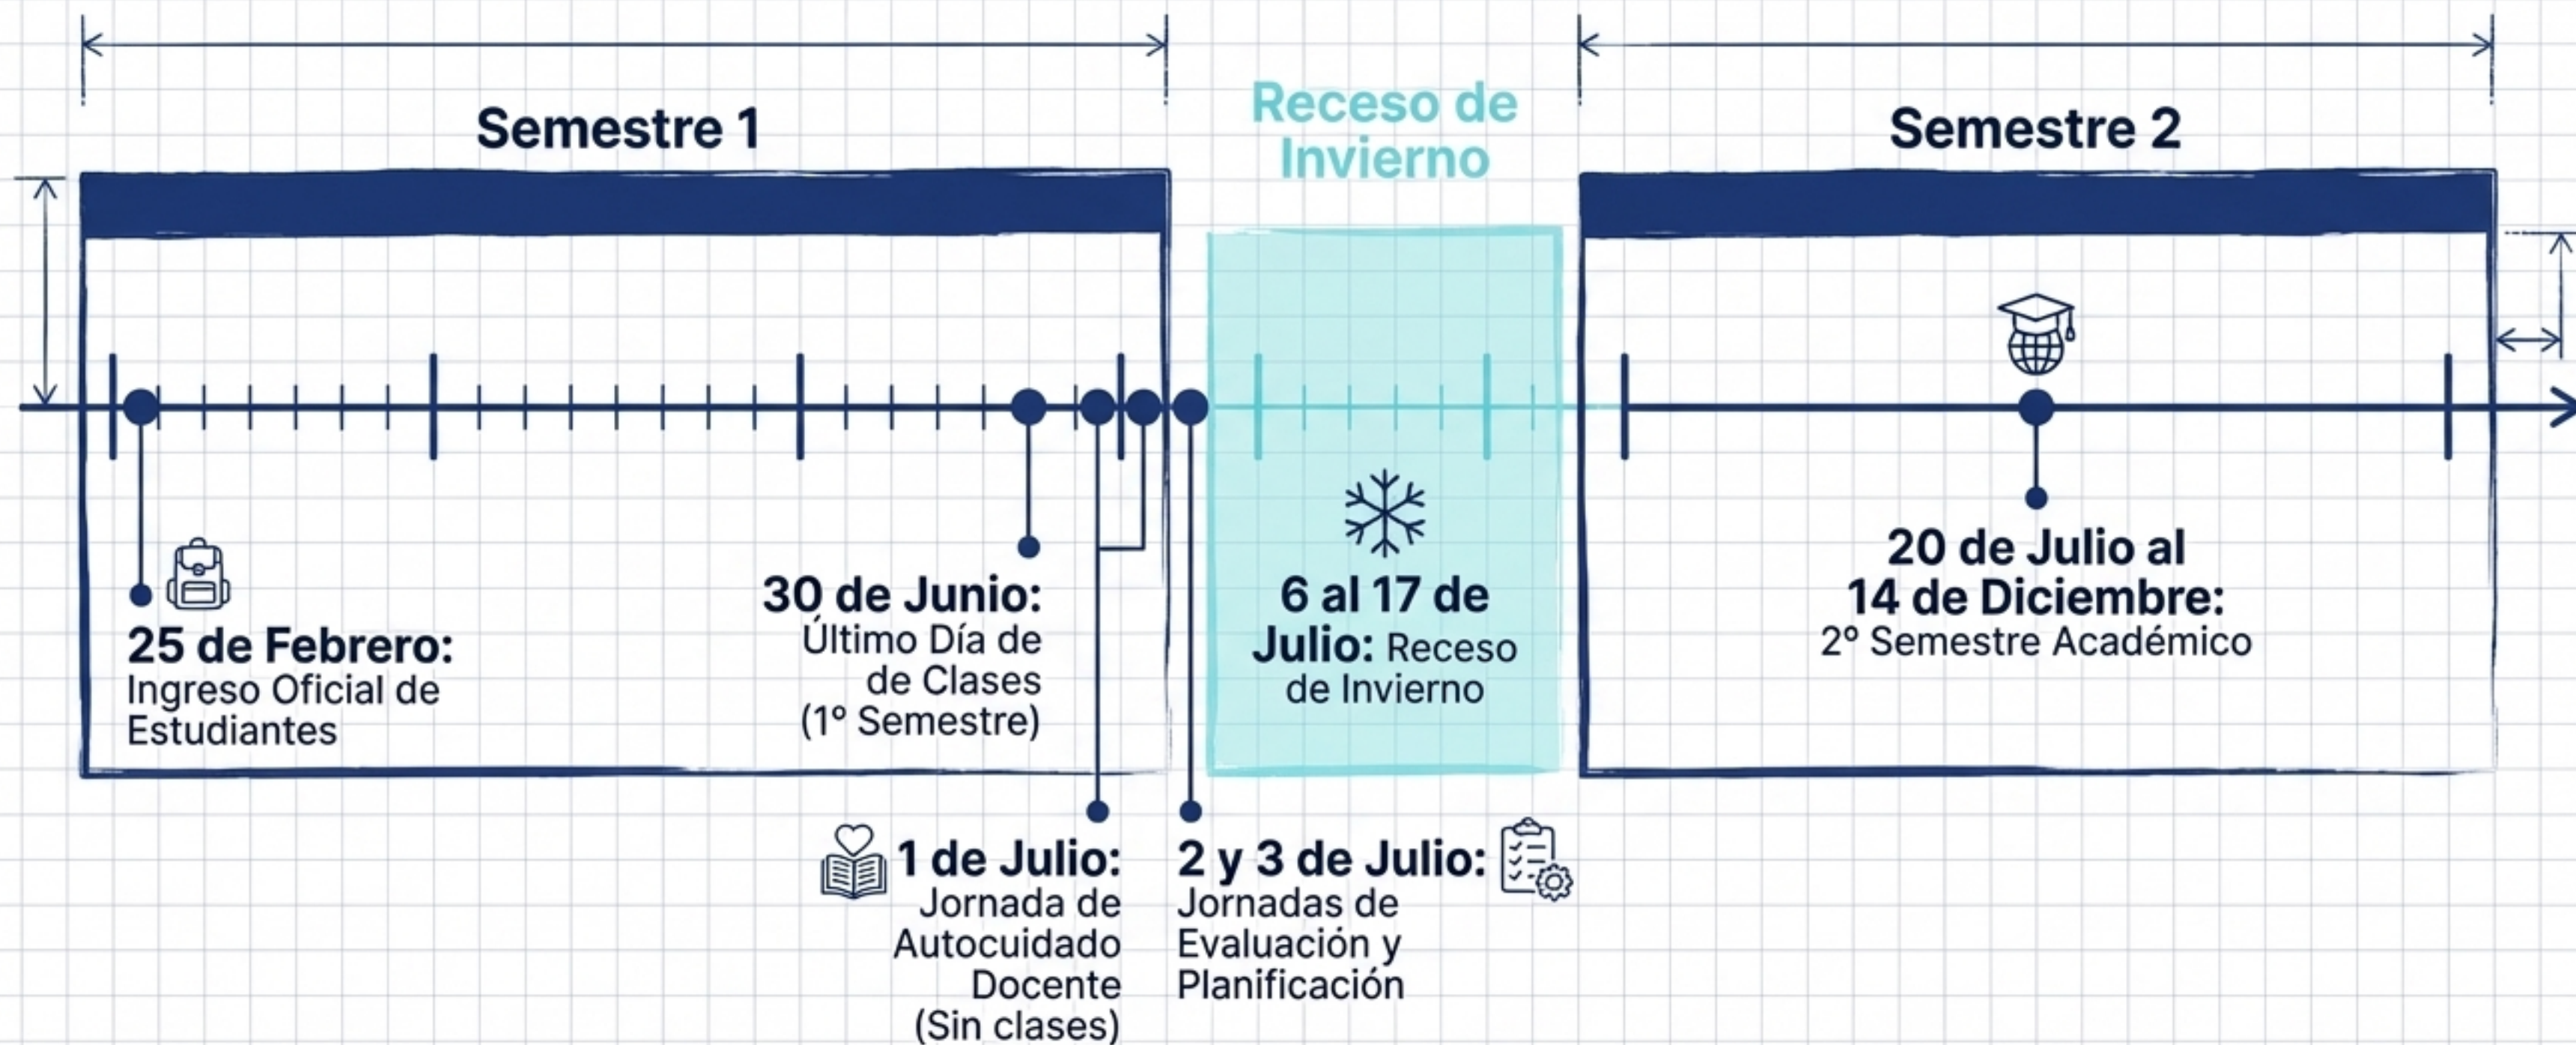 Semestre 1
Receso de
Invierno
Semestre 2
25 de Febrero:
Ingreso Oficial de
Estudiantes
30 de Junio:
Último Día de
de Clases
(1º Semestre)
6 al 17 de
Julio: Receso
de Invierno
20 de Julio al
14 de Diciembre:
2º Semestre Académico
1 de Julio:
Jornada de
Autocuidado
Docente
(Sin clases)
2 y 3 de Julio:
Jornadas de
Evaluación y
Planificación